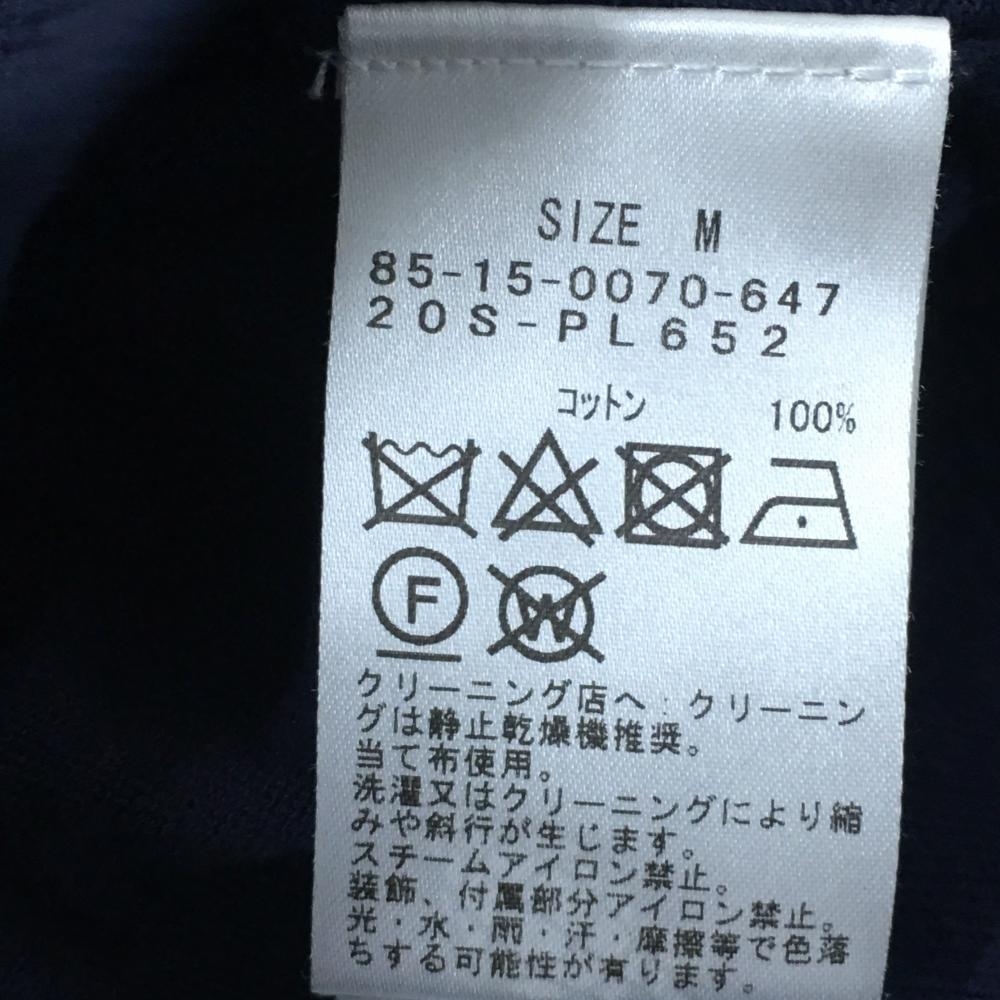 SIZE M
85-15-0070-647
20S-PL652
コットン 100%
F
W
クリーニング店へ：クリーニン
グは静止乾燥機推奨。
当て布使用。
洗濯又はクリーニングにより縮
みや斜行が生じます。
スチームアイロン禁止。
装飾、付属部分アイロン禁止。
光・水・雨・汗・摩擦等で色落
ちする可能性が有ります。